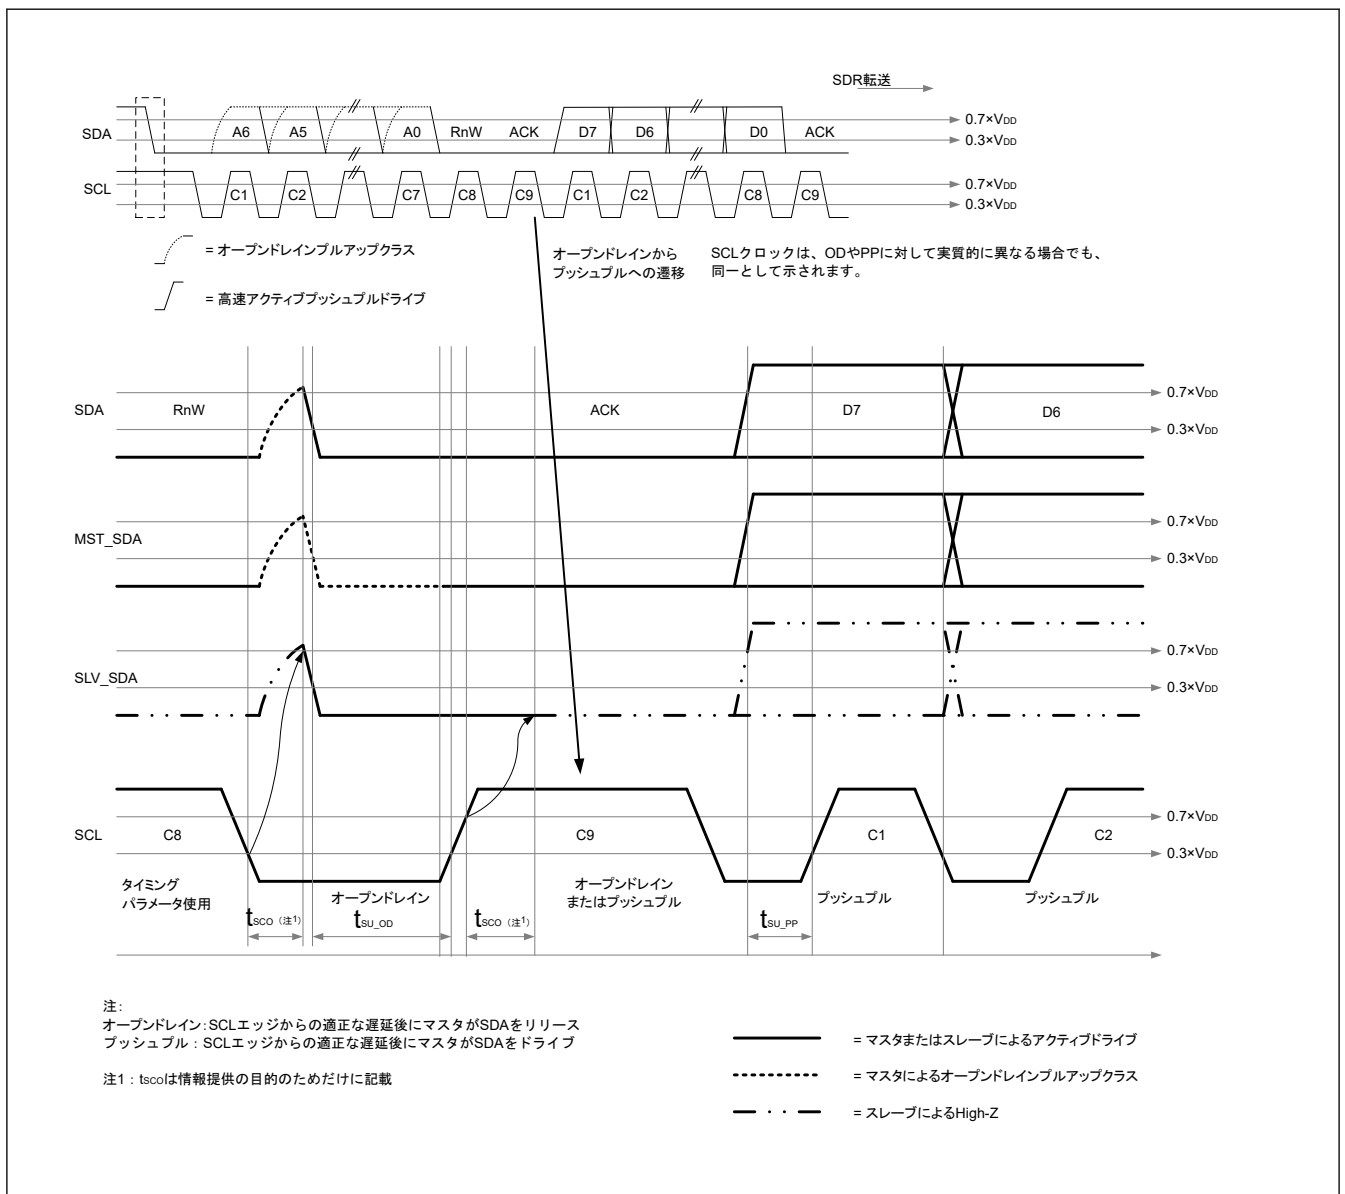 SDR転送
SDA A6 A5 A0 RnW ACK D7 D6 D0 ACK
0.7×VDD
0.3×VDD
SCL C1 C2 C7 C8 C9 C1 C2 C8 C9
0.7×VDD
0.3×VDD
= オープンドレインプルアップクラス
= 高速アクティブプッシュプルドライブ
オープンドレインから
プッシュプルへの遷移
SCLクロックは、ODやPPに対して実質的に異なる場合でも、
同一として示されます。
0.7×VDD
SDA RnW ACK D7 D6
0.3×VDD
0.7×VDD
MST_SDA
0.3×VDD
0.7×VDD
SLV_SDA
0.3×VDD
0.7×VDD
SCL C8 C9 C1 C2
0.3×VDD
タイミング
パラメータ使用
オープンドレイン
オープンドレイン
またはプッシュプル
プッシュプル
プッシュプル
tSCO（注1）
tSU_OD
tSCO（注1）
tSU_PP
注:
オープンドレイン:SCLエッジからの適正な遅延後にマスタがSDAをリリース
プッシュプル：SCLエッジからの適正な遅延後にマスタがSDAをドライブ
注1：tSCOは情報提供の目的のためだけに記載
= マスタまたはスレーブによるアクティブドライブ
= マスタによるオープンドレインプルアップクラス
= スレーブによるHigh-Z